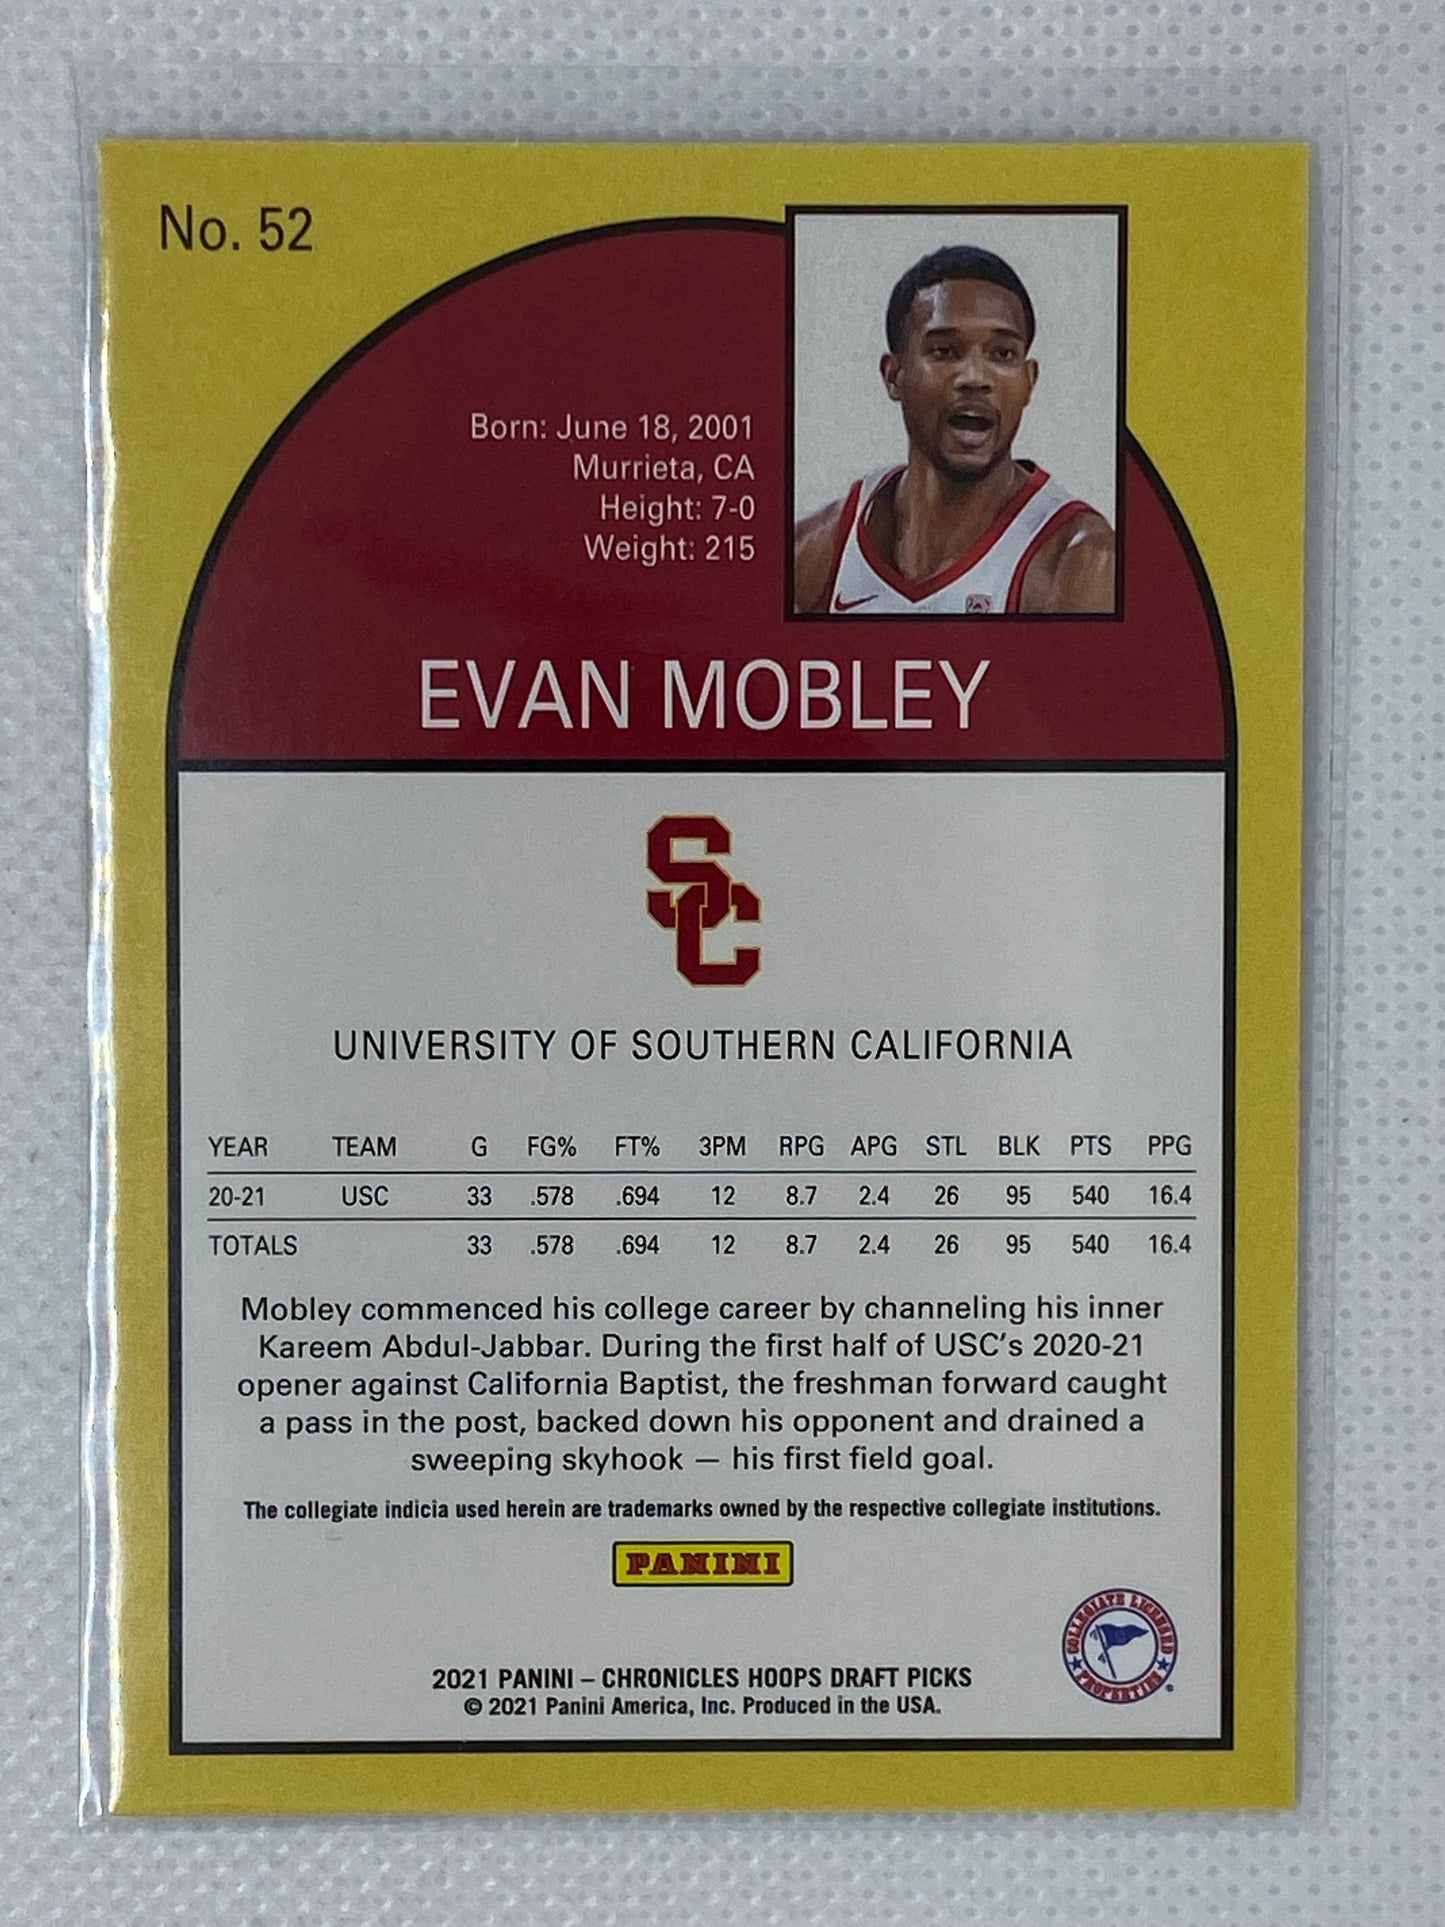 No. 52
Born: June 18, 2001
Murrieta, CA
Height: 7-0
Weight: 215
EVAN MOBLEY
SC
UNIVERSITY OF SOUTHERN CALIFORNIA
YEAR TEAM G FG% FT% 3PM RPG APG STL BLK PTS PPG
20-21 USC 33 .578 .694 12 8.7 2.4 26 95 540 16.4
TOTALS 33 .578 .694 12 8.7 2.4 26 95 540 16.4
Mobley commenced his college career by channeling his inner
Kareem Abdul-Jabbar. During the first half of USC's 2020-21
opener against California Baptist, the freshman forward caught
a pass in the post, backed down his opponent and drained a
sweeping skyhook — his first field goal.
The collegiate indicia used herein are trademarks owned by the respective collegiate institutions.
PANINI
COLLEGIATE LICENSED
PROPERTIES ®
2021 PANINI – CHRONICLES HOOPS DRAFT PICKS
© 2021 Panini America, Inc. Produced in the USA.